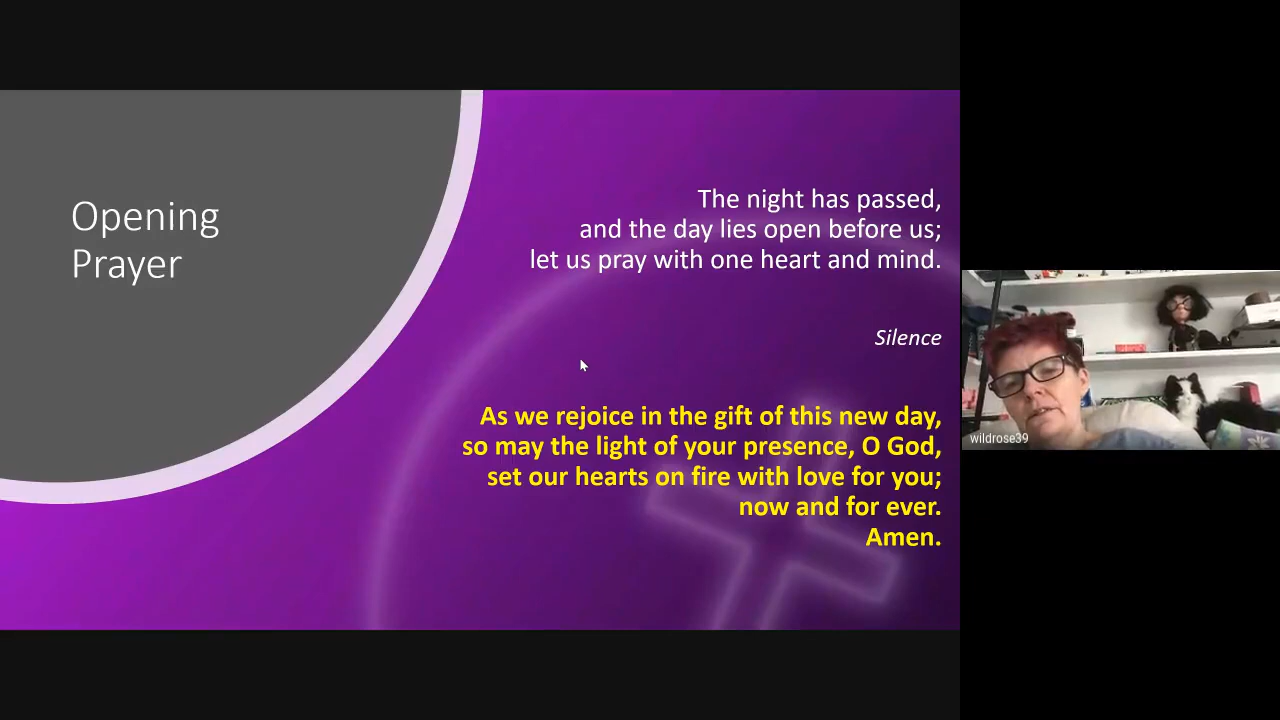 Opening
Prayer
The night has passed,
and the day lies open before us;
let us pray with one heart and mind.
Silence
As we rejoice in the gift of this new day,
so may the light of your presence, O God,
set our hearts on fire with love for you;
now and for ever.
Amen.
wildrose39